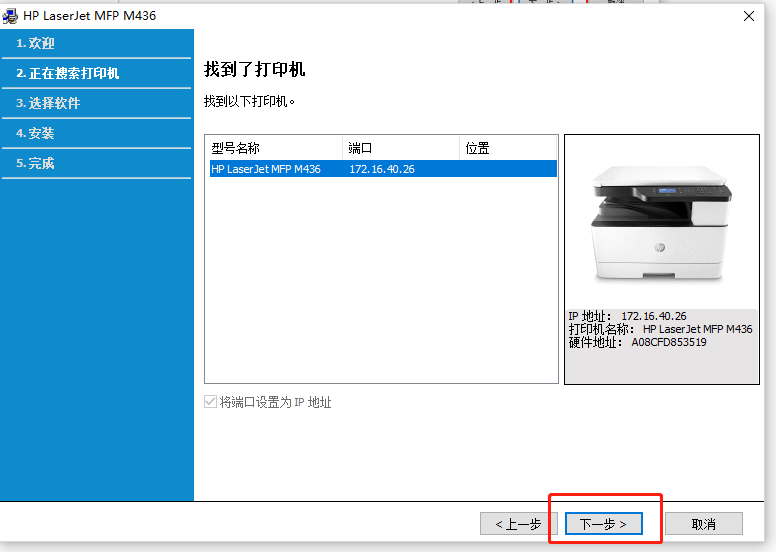 HP LaserJet MFP M436
1. 欢迎
2. 正在搜索打印机
3. 选择软件
4. 安装
5. 完成
找到了打印机
找到以下打印机。
型号名称 端口 位置
HP LaserJet MFP M436 172.16.40.26
IP 地址: 172.16.40.26
打印机名称: HP LaserJet MFP M436
硬件地址: A08CFD853519
将端口设置为 IP 地址
< 上一步 下一步 > 取消